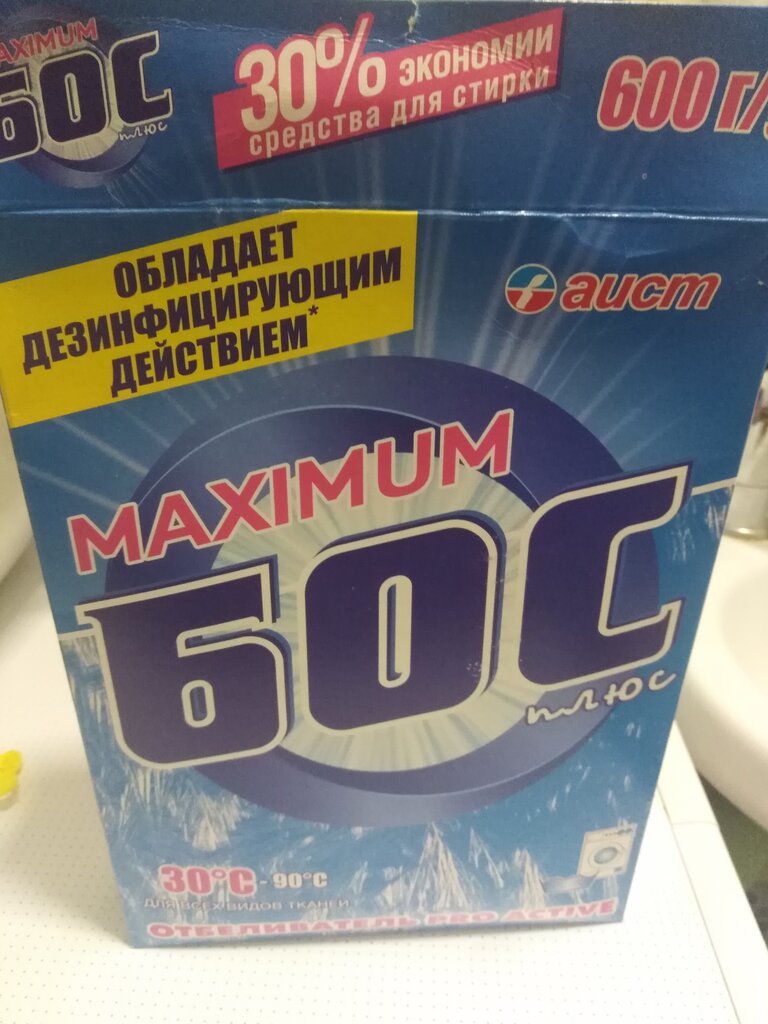 MAXIMUM
БОС
плюс
30% ЭКОНОМИИ
средства для стирки
600 г/
ОБЛАДАЕТ
ДЕЗИНФИЦИРУЮЩИМ
ДЕЙСТВИЕМ*
аист
MAXIMUM
БОС
плюс
30°C - 90°C
ДЛЯ ВСЕХ ВИДОВ ТКАНЕЙ
ОТБЕЛИВАТЕЛЬ PRO ACTIVE